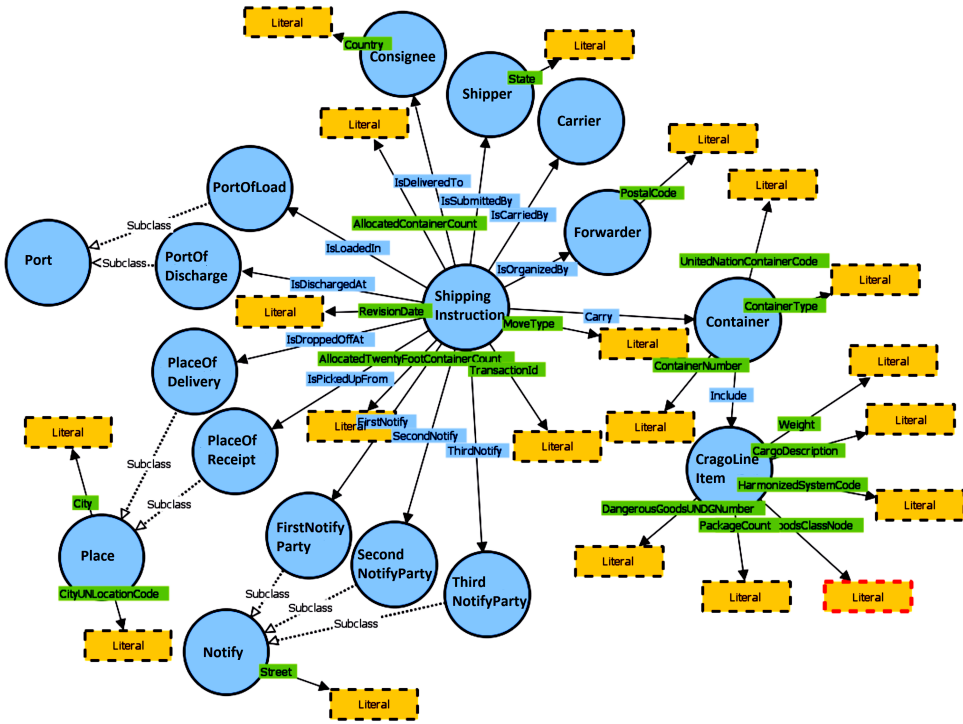 Literal
Country
Consignee
Literal
State
Shipper
Carrier
Literal
Literal
PostalCode
Literal
PortOfLoad
IsDeliveredTo
IsSubmittedBy
IsCarriedBy
AllocatedContainerCount
Forwarder
Subclass
IsLoadedIn
Port
Subclass
PortOf
Discharge
IsOrganizedBy
UnitedNationContainerCode
Literal
IsDischargedAt
Shipping
Instruction
ContainerType
Literal
RevisionDate
MoveType
Carry
Container
IsDroppedOffAt
Literal
AllocatedTwentyFootContainerCount
TransactionId
ContainerNumber
Literal
PlaceOf
Delivery
IsPickedUpFrom
Include
Literal
FirstNotify
Literal
Weight
Literal
Literal
SecondNotify
Literal
PlaceOf
Receipt
ThirdNotify
CargoDescription
Subclass
CragoLine
Item
HarmonizedSystemCode
City
Subclass
Literal
DangerousGoodsUNDGNumber
PackageCount
oodsClassNode
FirstNotify
Party
Place
Second
NotifyParty
Literal
Third
NotifyParty
CityUNLocationCode
Subclass
Subclass
Literal
Literal
Subclass
Literal
Notify
Street
Literal